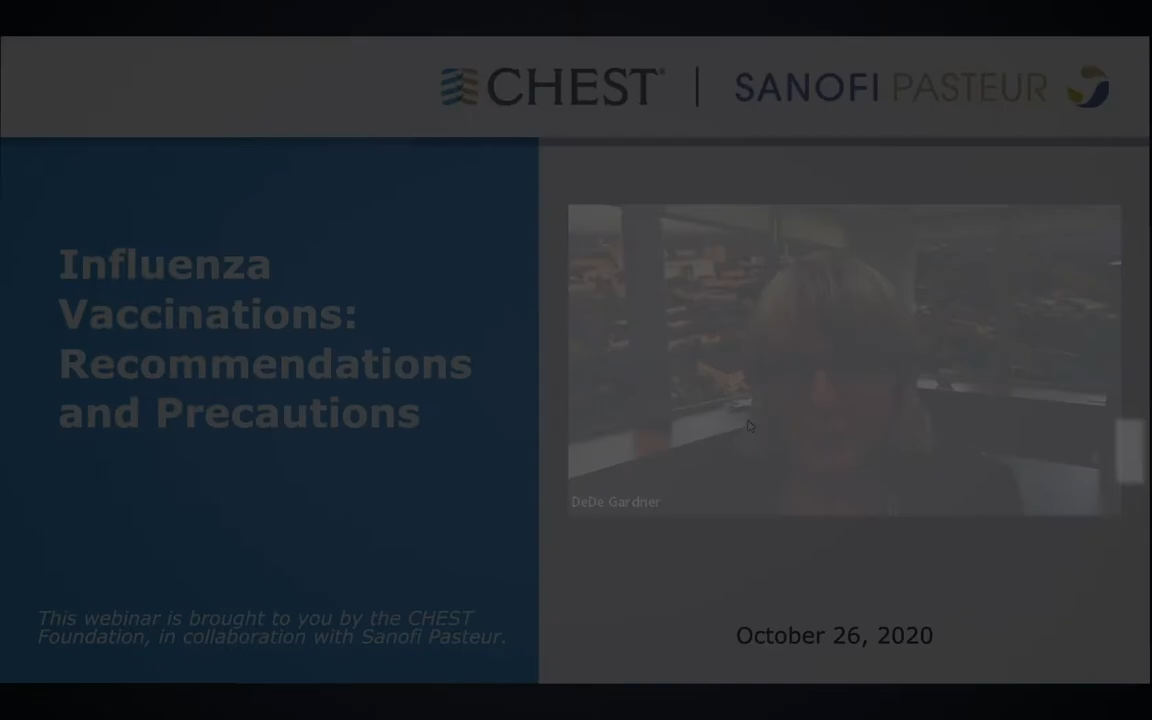 CHEST® | SANOFI PASTEUR
Influenza
Vaccinations:
Recommendations
and Precautions
DeDe Gardner
This webinar is brought to you by the CHEST
Foundation, in collaboration with Sanofi Pasteur.
October 26, 2020